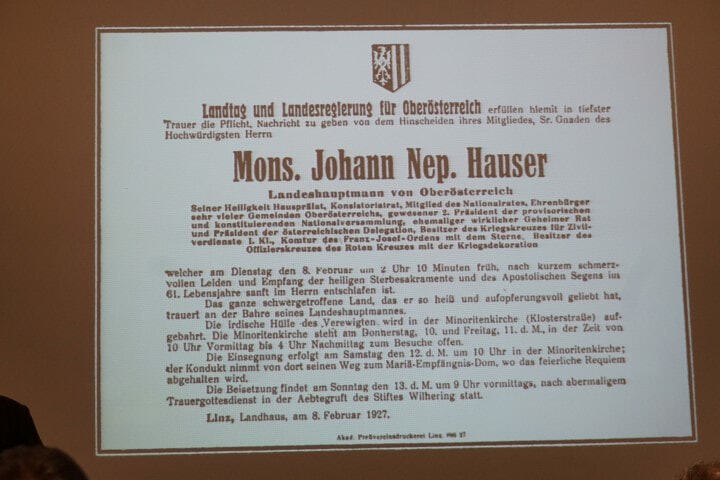 Landtag und Landesregierung für Oberösterreich erfüllen hiemit in tiefster
Trauer die Pflicht, Nachricht zu geben von dem Hinscheiden ihres Mitgliedes, Sr. Gnaden des
Hochwürdigsten Herrn
Mons. Johann Nep. Hauser
Landeshauptmann von Oberösterreich
Seiner Heiligkeit Hausprälat, Konsistorialrat, Mitglied des Nationalrates, Ehrenbürger
sehr vieler Gemeinden Oberösterreichs, gewesener 2. Präsident der provisorischen
und konstituierenden Nationalversammlung, ehemaliger wirklicher Geheimer Rat
und Präsident der österreichischen Delegation, Besitzer des Kriegskreuzes für Zivil-
verdienste I. Kl., Komtur des Franz-Josef-Ordens mit dem Sterne, Besitzer des
Offizierskreuzes des Roten Kreuzes mit der Kriegsdekoration
welcher am Dienstag den 8. Februar um 2 Uhr 10 Minuten früh, nach kurzem schmerz-
vollen Leiden und Empfang der heiligen Sterbesakramente und des Apostolischen Segens im
61. Lebensjahre sanft im Herrn entschlafen ist.
Das ganze schwergetroffene Land, das er so heiß und aufopferungsvoll geliebt hat,
trauert an der Bahre seines Landeshauptmannes.
Die irdische Hülle des Verewigten wird in der Minoritenkirche (Klosterstraße) auf-
gebahrt. Die Minoritenkirche steht am Donnerstag, 10. und Freitag, 11. d. M., in der Zeit von
10 Uhr Vormittag bis 4 Uhr Nachmittag zum Besuche offen.
Die Einsegnung erfolgt am Samstag den 12. d. M. um 10 Uhr in der Minoritenkirche;
der Kondukt nimmt von dort seinen Weg zum Mariä-Empfängnis-Dom, wo das feierliche Requiem
abgehalten wird.
Die Beisetzung findet am Sonntag den 13. d. M. um 9 Uhr vormittags, nach abermaligem
Trauergottesdienst in der Aebtegruft des Stiftes Wilhering statt.
Linz, Landhaus, am 8. Februar 1927.
Akad. Preßvereinsdruckerei Linz. 27